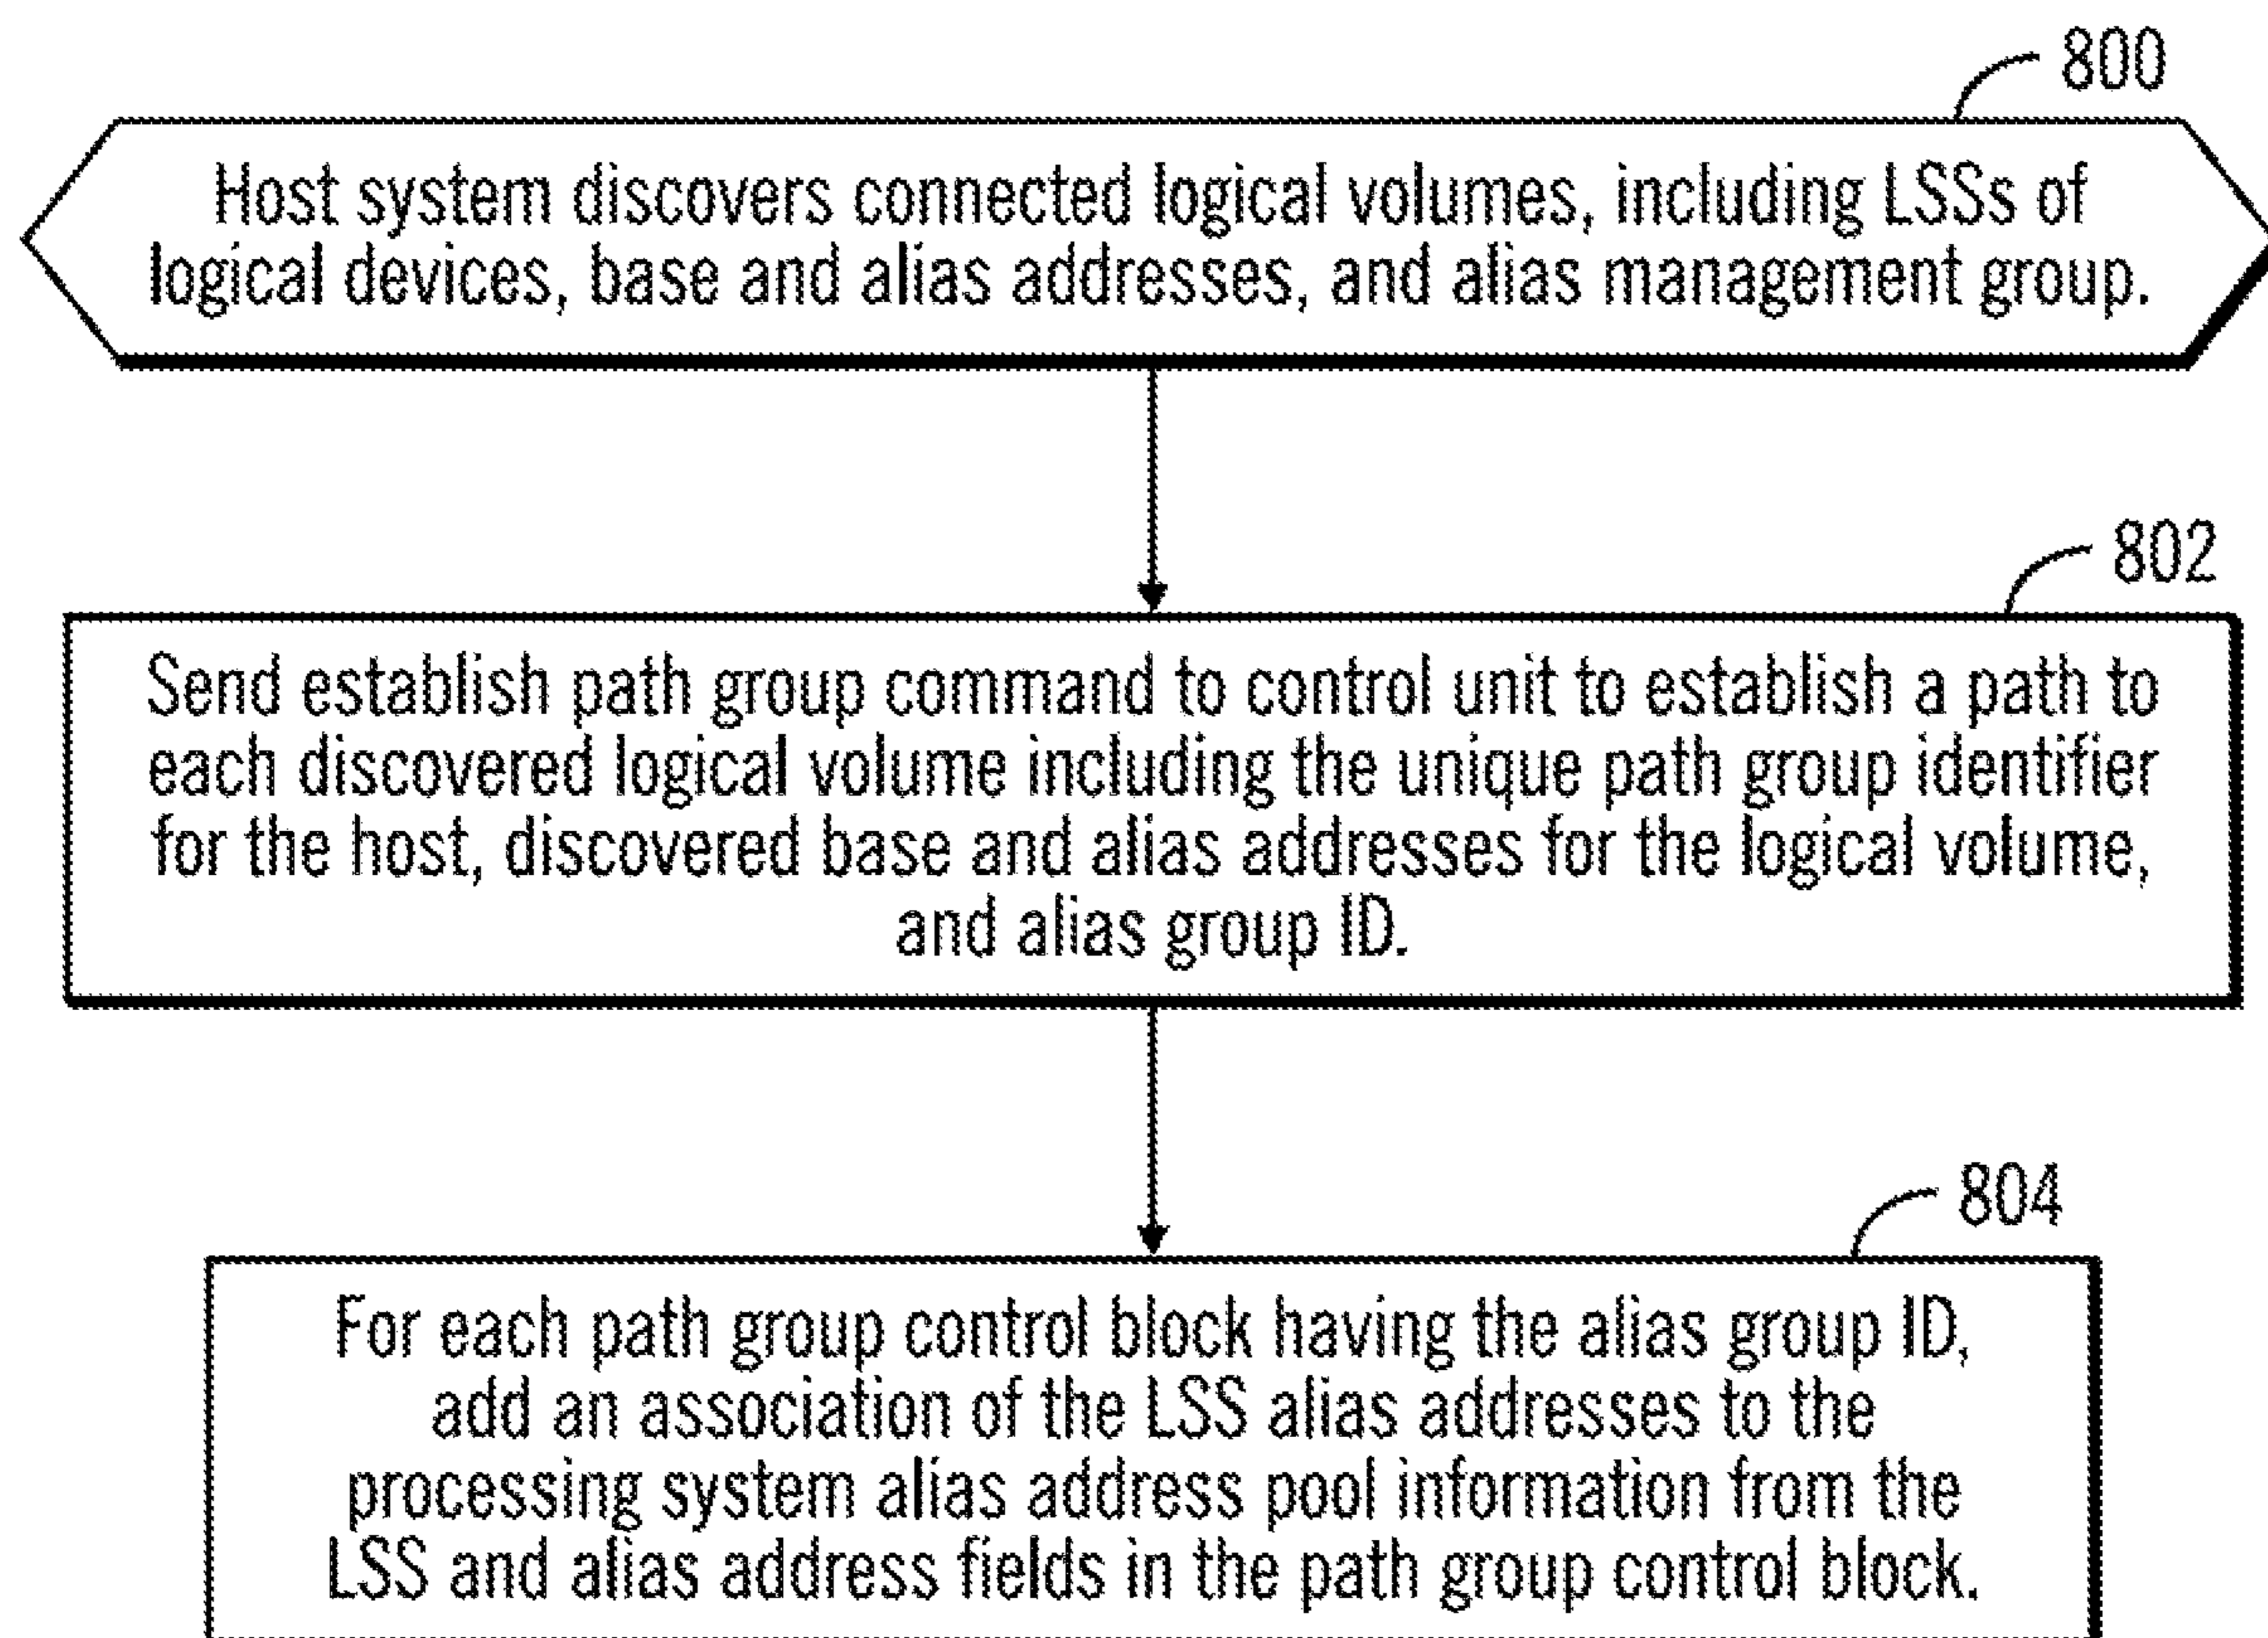 800
Host system discovers connected logical volumes, including LSSs of
logical devices, base and alias addresses, and alias management group.
802
Send establish path group command to control unit to establish a path to
each discovered logical volume including the unique path group identifier
for the host, discovered base and alias addresses for the logical volume,
and alias group ID.
804
For each path group control block having the alias group ID,
add an association of the LSS alias addresses to the
processing system alias address pool information from the
LSS and alias address fields in the path group control block.